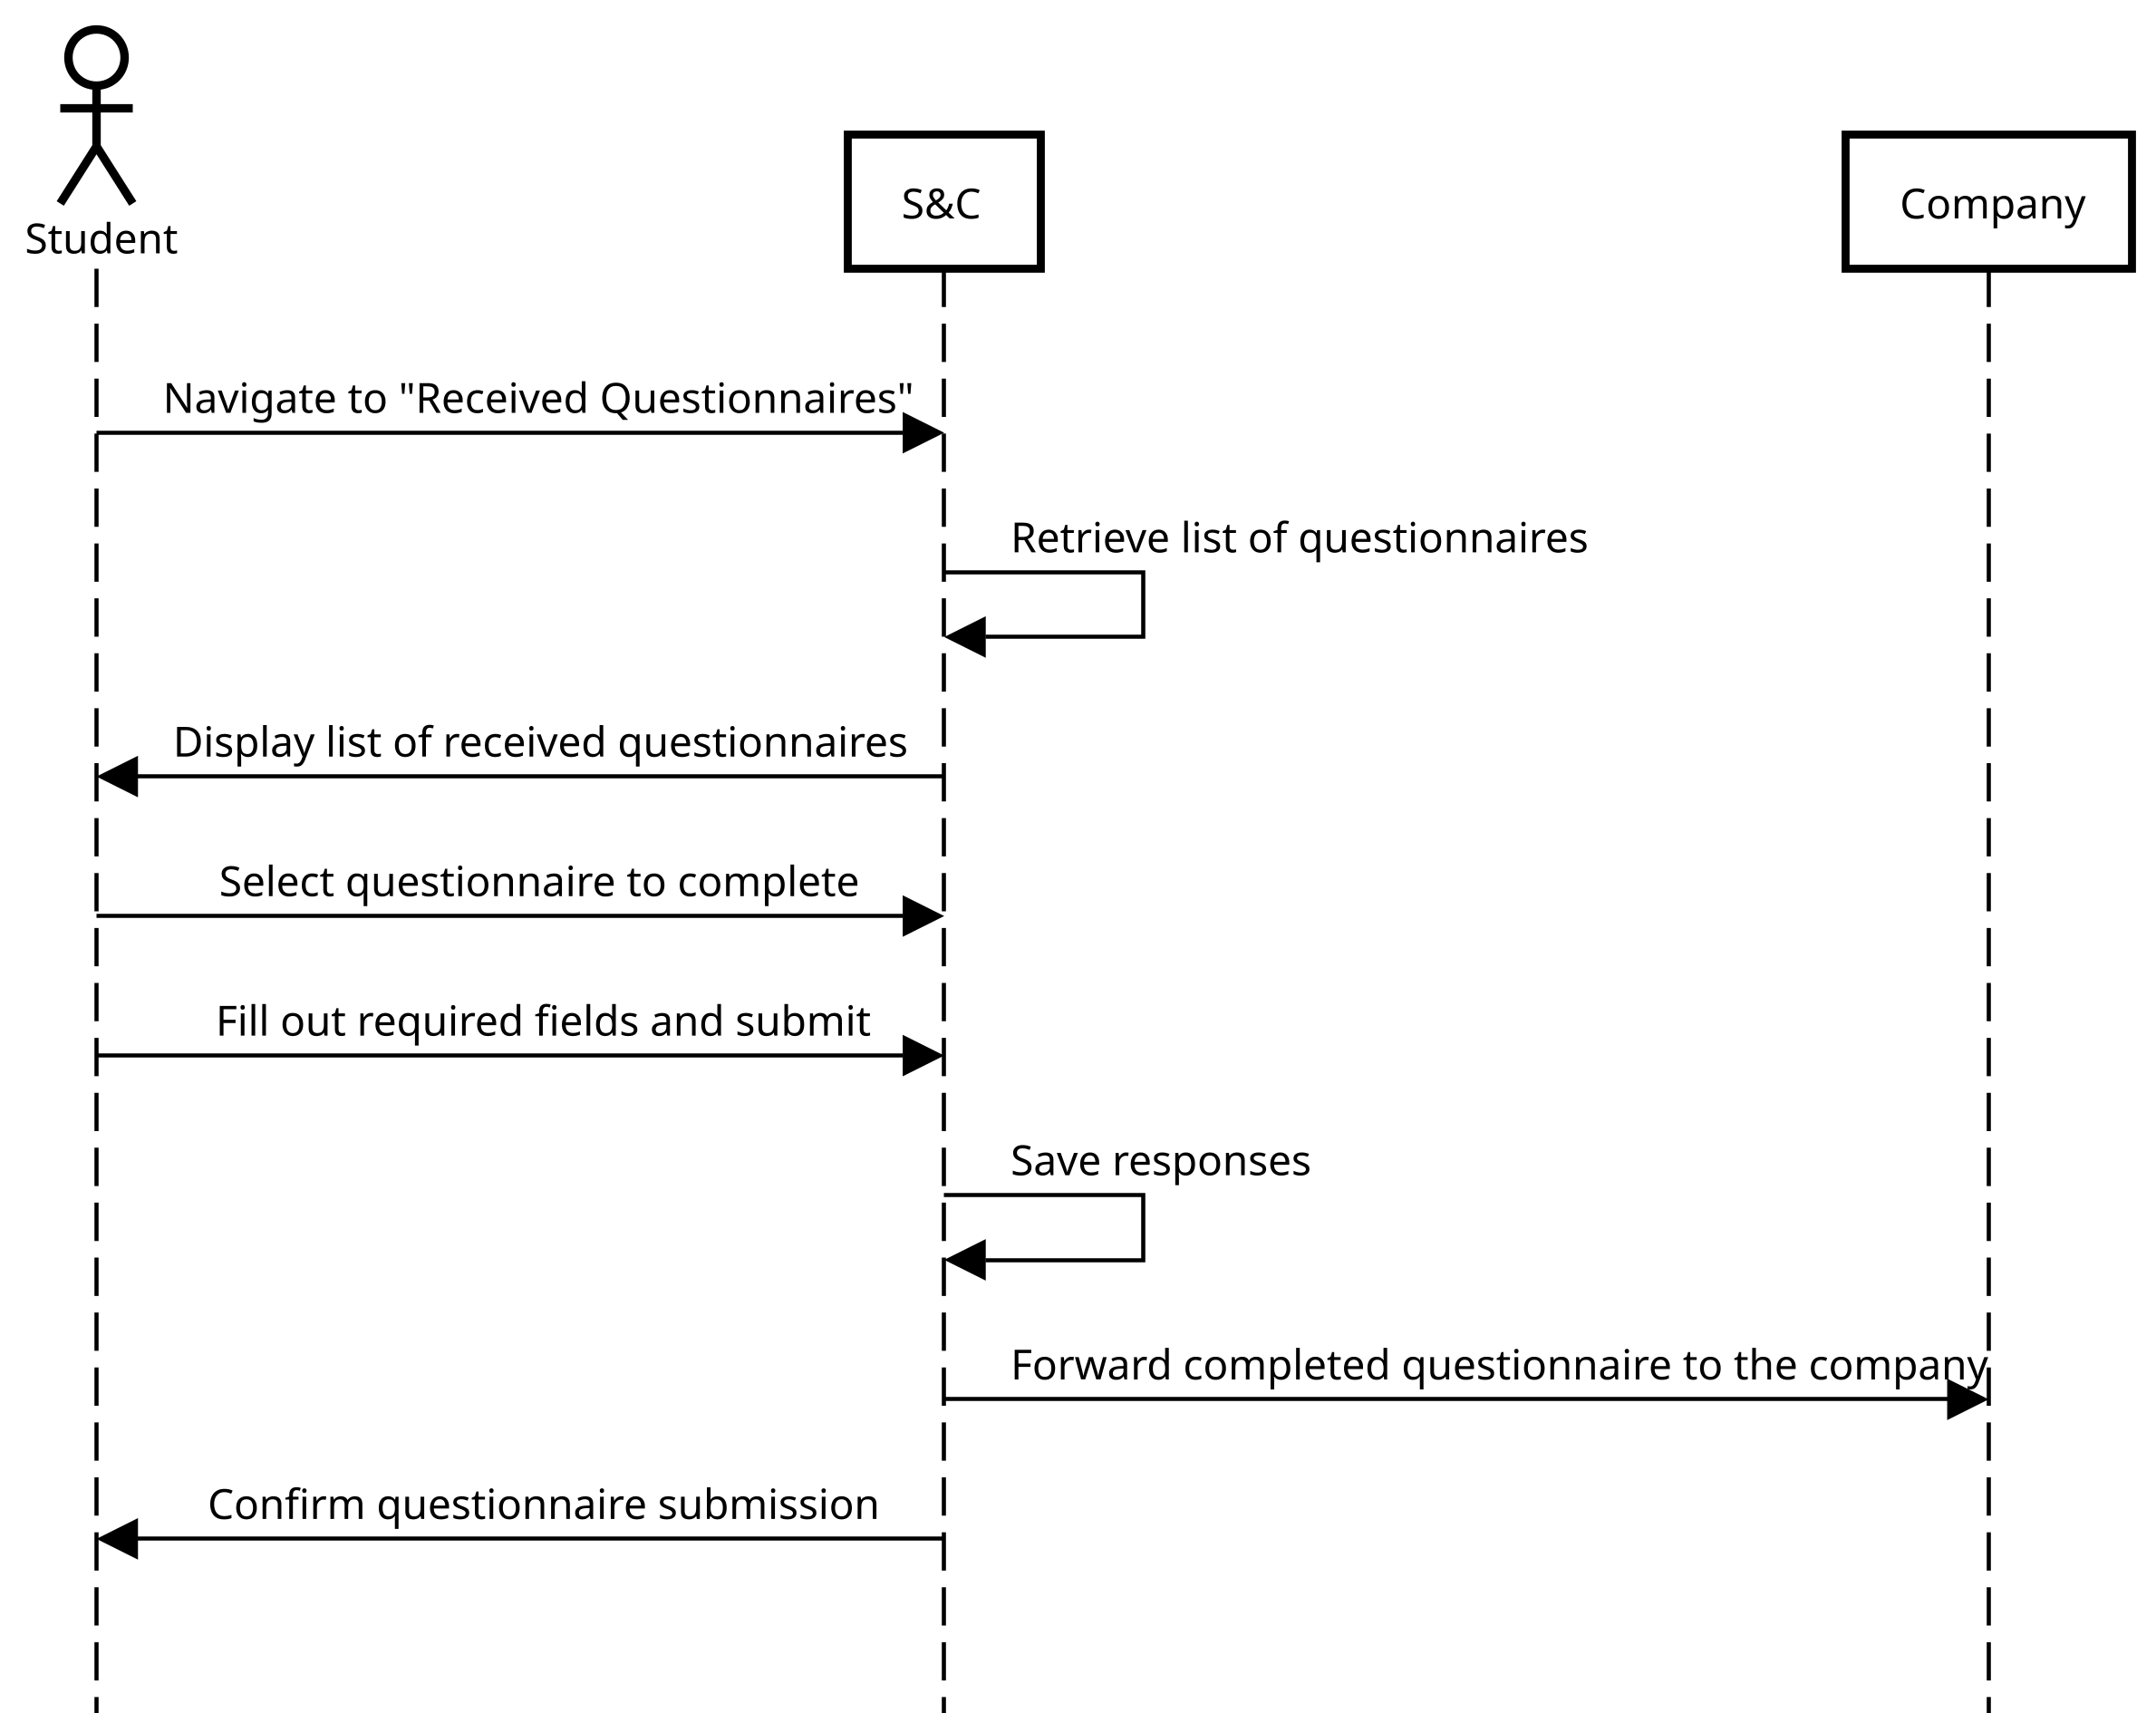 Student
S&C
Company
Navigate to "Received Questionnaires"
Retrieve list of questionnaires
Display list of received questionnaires
Select questionnaire to complete
Fill out required fields and submit
Save responses
Forward completed questionnaire to the company
Confirm questionnaire submission